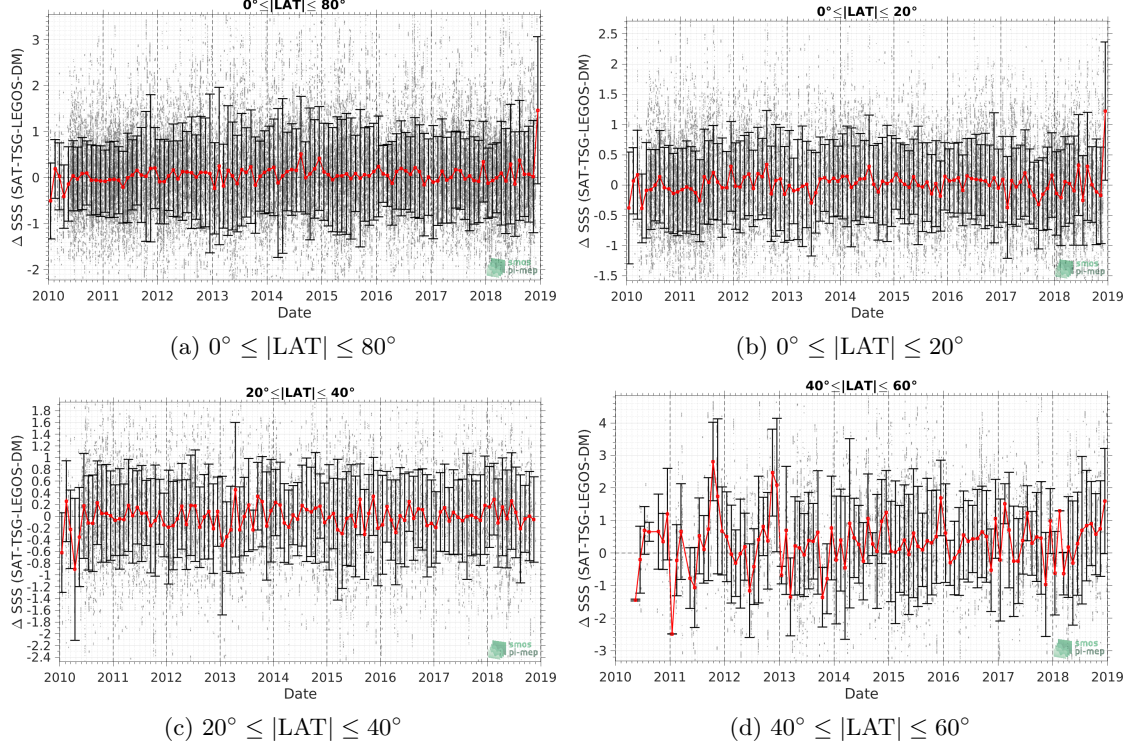 0°≤|LAT|≤ 80°
Δ SSS (SAT-TSG-LEGOS-DM)
3
2
1
0
-1
-2
2010 2011 2012 2013 2014 2015 2016 2017 2018 2019
Date
smos
pi-mep
(a) 0° ≤ |LAT| ≤ 80°
0°≤|LAT|≤ 20°
Δ SSS (SAT-TSG-LEGOS-DM)
2.5
2
1.5
1
0.5
0
-0.5
-1
-1.5
2010 2011 2012 2013 2014 2015 2016 2017 2018 2019
Date
smos
pi-mep
(b) 0° ≤ |LAT| ≤ 20°
20°≤|LAT|≤ 40°
Δ SSS (SAT-TSG-LEGOS-DM)
1.8
1.6
1.4
1.2
1
0.8
0.6
0.4
0.2
0
-0.2
-0.4
-0.6
-0.8
-1
-1.2
-1.4
-1.6
-1.8
-2
-2.2
-2.4
2010 2011 2012 2013 2014 2015 2016 2017 2018 2019
Date
smos
pi-mep
(c) 20° ≤ |LAT| ≤ 40°
40°≤|LAT|≤ 60°
Δ SSS (SAT-TSG-LEGOS-DM)
4
3
2
1
0
-1
-2
-3
2010 2011 2012 2013 2014 2015 2016 2017 2018 2019
Date
smos
pi-mep
(d) 40° ≤ |LAT| ≤ 60°